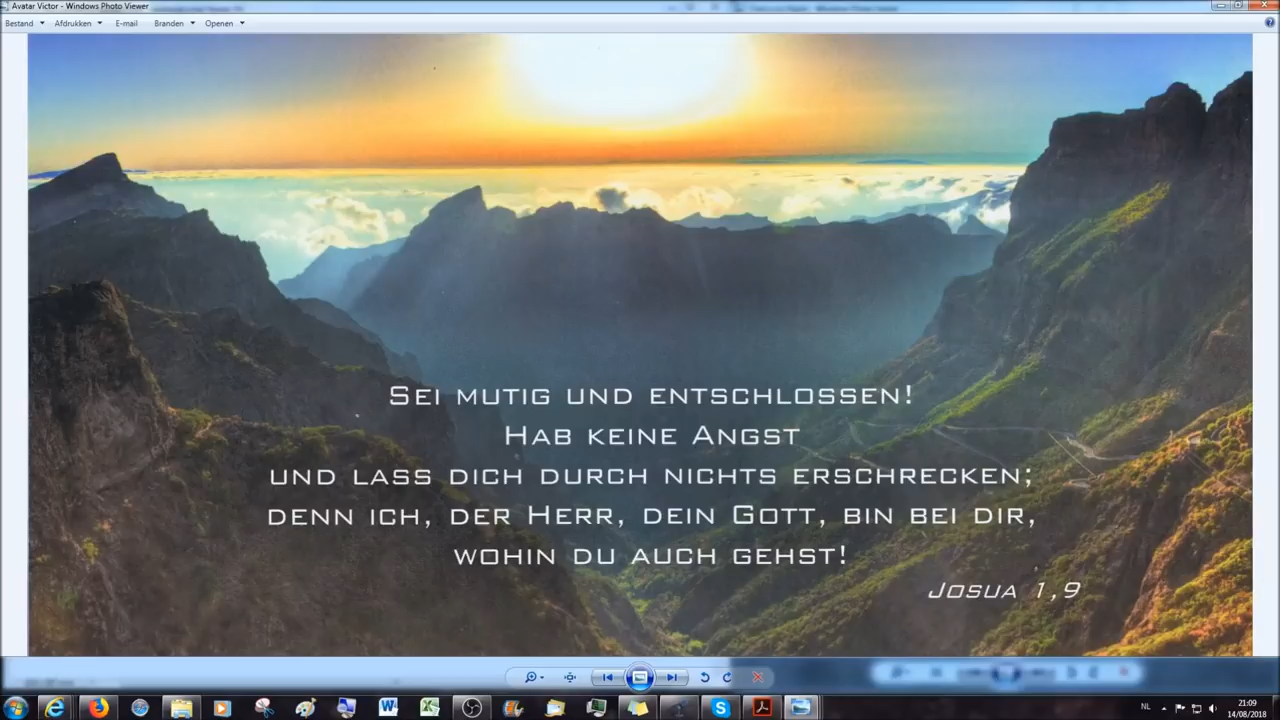 Avatar Victor - Windows Photo Viewer
Bestand Afdrukken E-mail Branden Openen
SEI MUTIG UND ENTSCHLOSSEN!
HAB KEINE ANGST
UND LASS DICH DURCH NICHTS ERSCHRECKEN;
DENN ICH, DER HERR, DEIN GOTT, BIN BEI DIR,
WOHIN DU AUCH GEHST!
JOSUA 1,9
NL
21:09
14/08/2018